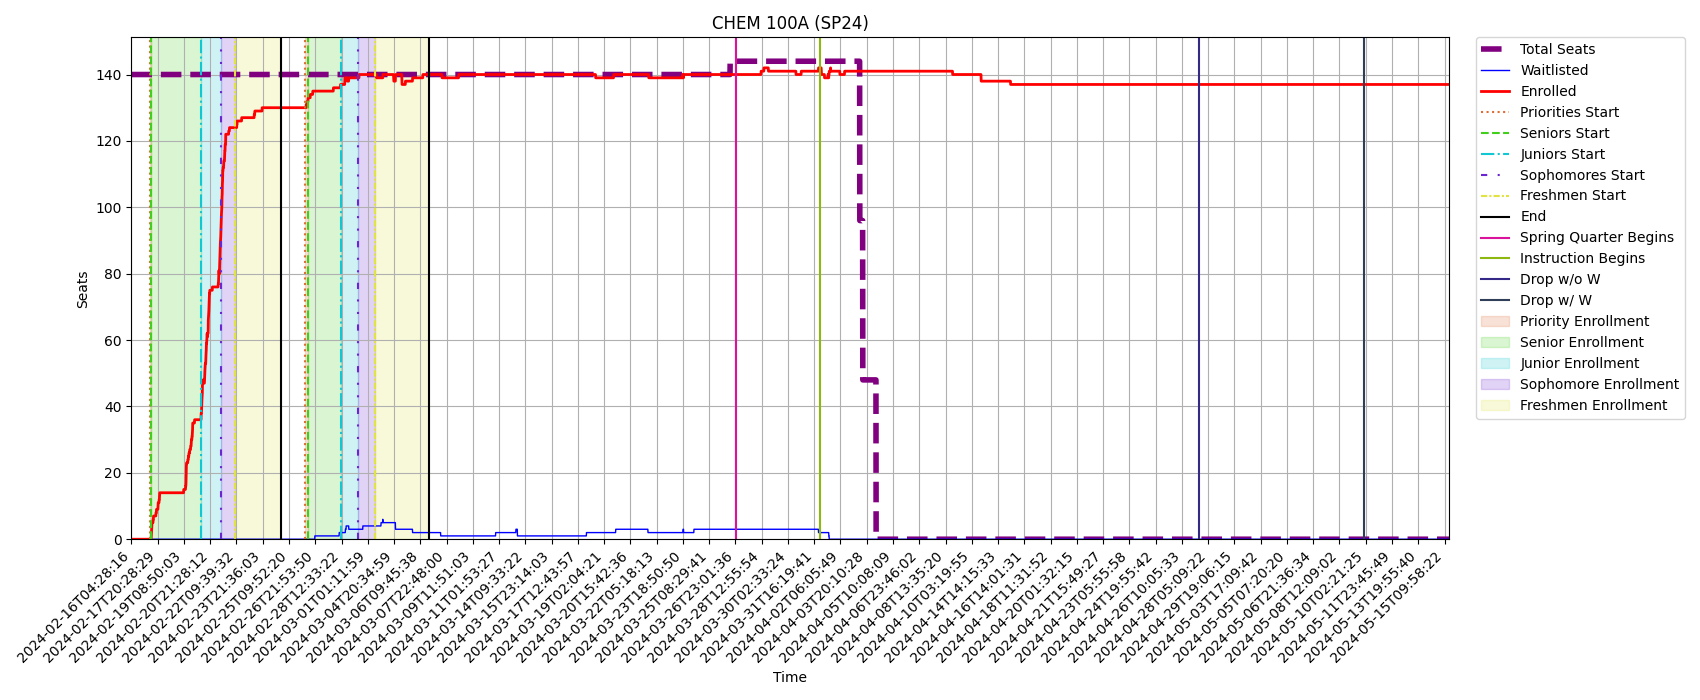 CHEM 100A (SP24)
Seats
140
120
100
80
60
40
20
0
2024-02-16T04:28:16
2024-02-17T20:28:29
2024-02-19T08:50:03
2024-02-20T21:28:12
2024-02-22T09:39:32
2024-02-23T21:36:03
2024-02-25T09:52:20
2024-02-26T21:53:50
2024-02-28T12:33:22
2024-03-01T01:11:59
2024-03-04T20:34:59
2024-03-06T09:45:38
2024-03-07T22:48:00
2024-03-09T11:51:03
2024-03-11T01:53:27
2024-03-14T09:33:22
2024-03-15T23:14:03
2024-03-17T12:43:57
2024-03-19T02:04:21
2024-03-20T15:42:36
2024-03-22T05:18:13
2024-03-23T18:50:50
2024-03-25T08:29:41
2024-03-26T23:01:36
2024-03-28T12:55:54
2024-03-30T02:33:24
2024-03-31T16:19:41
2024-04-02T06:05:49
2024-04-03T20:10:28
2024-04-05T10:08:09
2024-04-06T23:46:02
2024-04-08T13:35:20
2024-04-10T03:19:55
2024-04-14T14:15:33
2024-04-16T14:01:31
2024-04-18T11:31:52
2024-04-20T01:32:15
2024-04-21T15:49:27
2024-04-23T05:55:58
2024-04-24T19:55:42
2024-04-26T10:05:33
2024-04-28T05:09:22
2024-04-29T19:06:15
2024-05-03T17:09:42
2024-05-05T07:20:20
2024-05-06T21:36:34
2024-05-08T12:09:02
2024-05-10T02:21:25
2024-05-11T23:45:49
2024-05-13T19:55:40
2024-05-15T09:58:22
Time
Total Seats
Waitlisted
Enrolled
Priorities Start
Seniors Start
Juniors Start
Sophomores Start
Freshmen Start
End
Spring Quarter Begins
Instruction Begins
Drop w/o W
Drop w/ W
Priority Enrollment
Senior Enrollment
Junior Enrollment
Sophomore Enrollment
Freshmen Enrollment